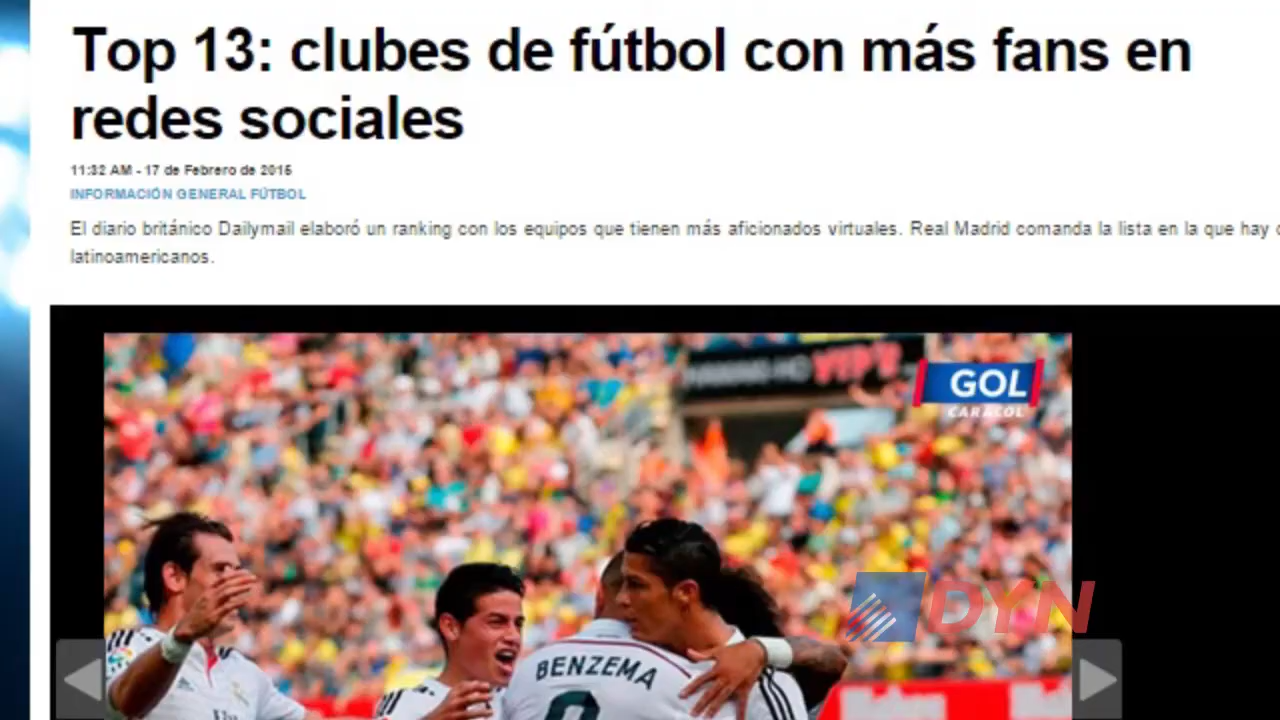 Top 13: clubes de fútbol con más fans en
redes sociales
11:32 AM - 17 de Febrero de 2015
INFORMACIÓN GENERAL FÚTBOL
El diario británico Dailymail elaboró un ranking con los equipos que tienen más aficionados virtuales. Real Madrid comanda la lista en la que hay
latinoamericanos.
GOL
CARACOL
DYN
BENZEMA